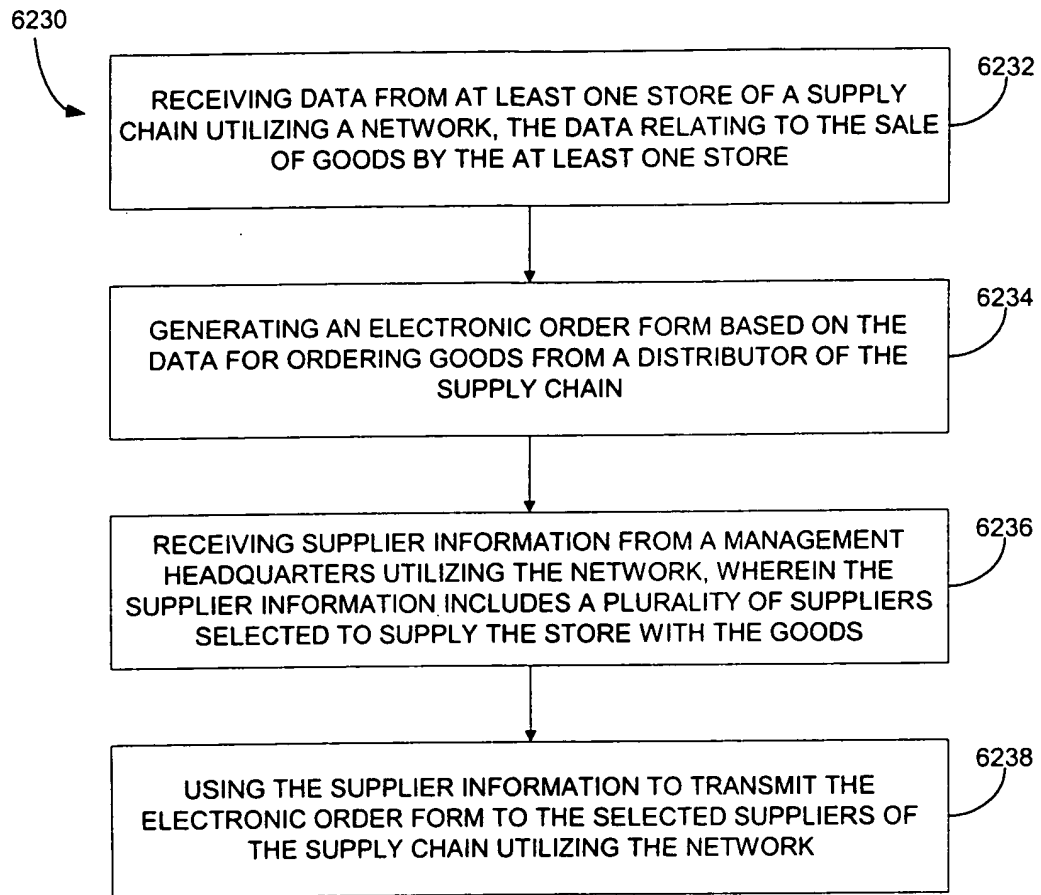 6230
6232
RECEIVING DATA FROM AT LEAST ONE STORE OF A SUPPLY
CHAIN UTILIZING A NETWORK, THE DATA RELATING TO THE SALE
OF GOODS BY THE AT LEAST ONE STORE
6234
GENERATING AN ELECTRONIC ORDER FORM BASED ON THE
DATA FOR ORDERING GOODS FROM A DISTRIBUTOR OF THE
SUPPLY CHAIN
6236
RECEIVING SUPPLIER INFORMATION FROM A MANAGEMENT
HEADQUARTERS UTILIZING THE NETWORK, WHEREIN THE
SUPPLIER INFORMATION INCLUDES A PLURALITY OF SUPPLIERS
SELECTED TO SUPPLY THE STORE WITH THE GOODS
6238
USING THE SUPPLIER INFORMATION TO TRANSMIT THE
ELECTRONIC ORDER FORM TO THE SELECTED SUPPLIERS OF
THE SUPPLY CHAIN UTILIZING THE NETWORK